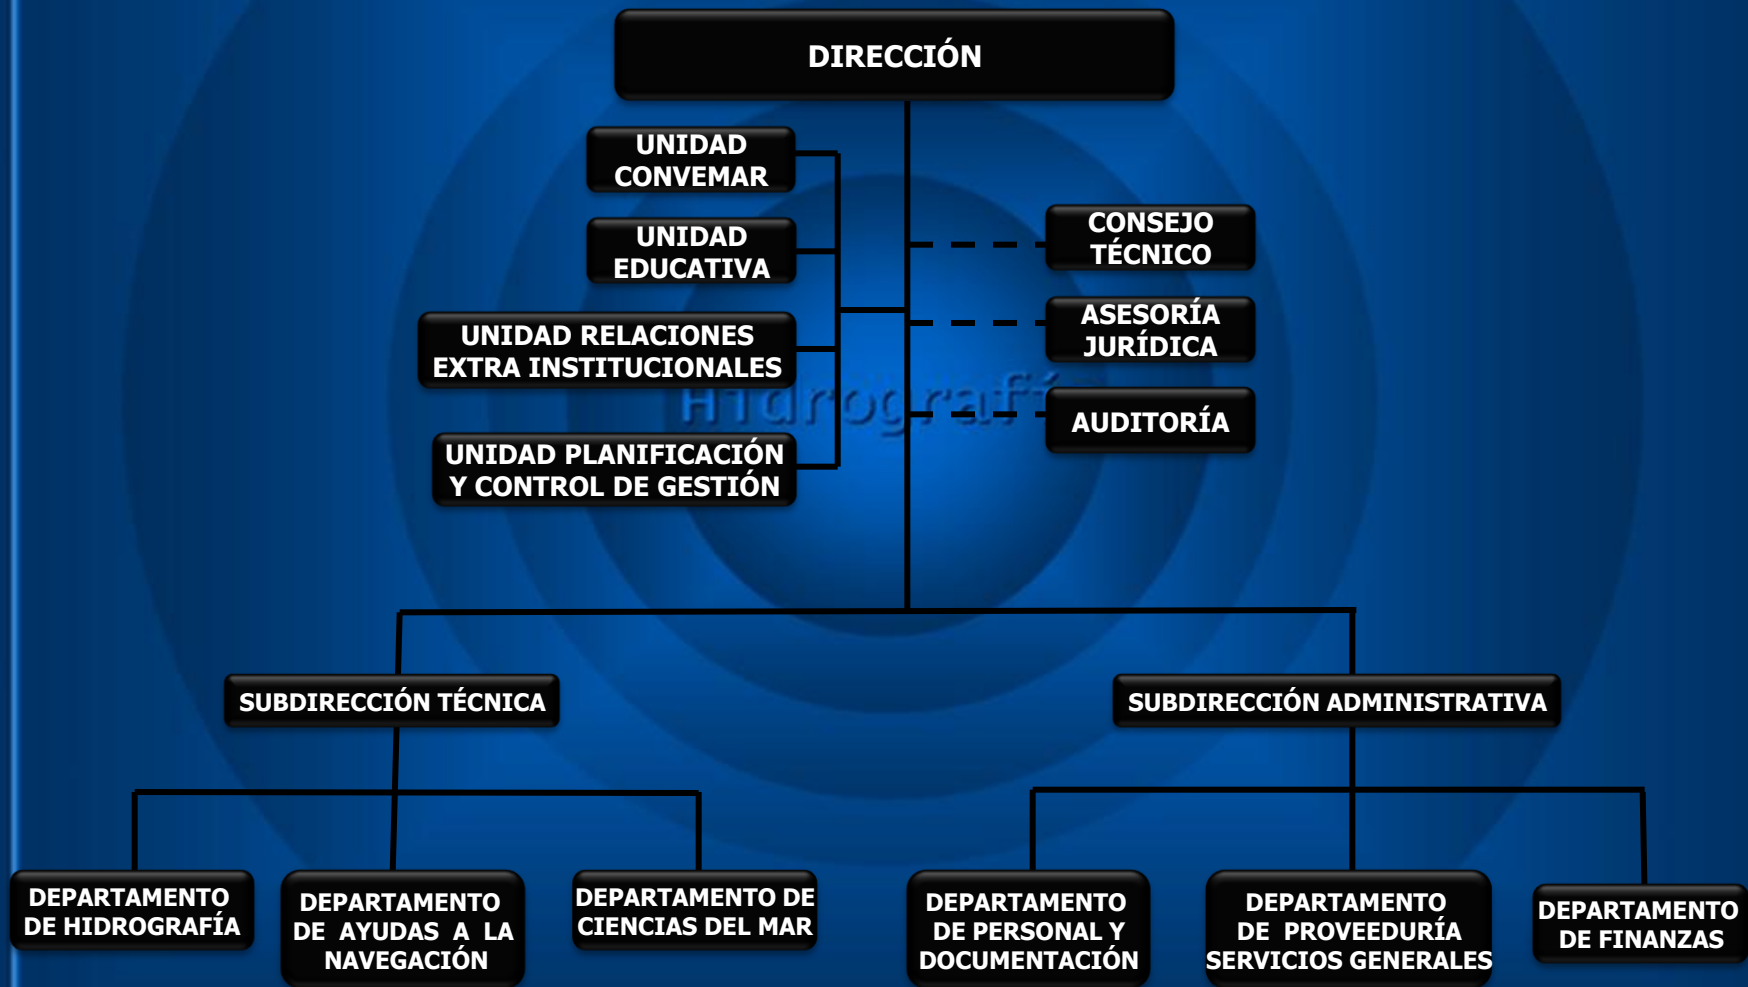 DIRECCIÓN
UNIDAD
CONVEMAR
UNIDAD
EDUCATIVA
UNIDAD RELACIONES
EXTRA INSTITUCIONALES
UNIDAD PLANIFICACIÓN
Y CONTROL DE GESTIÓN
CONSEJO
TÉCNICO
ASESORÍA
JURÍDICA
AUDITORÍA
Hidrografí
SUBDIRECCIÓN TÉCNICA
SUBDIRECCIÓN ADMINISTRATIVA
DEPARTAMENTO
DE HIDROGRAFÍA
DEPARTAMENTO
DE AYUDAS A LA
NAVEGACIÓN
DEPARTAMENTO DE
CIENCIAS DEL MAR
DEPARTAMENTO
DE PERSONAL Y
DOCUMENTACIÓN
DEPARTAMENTO
DE PROVEEDURÍA
SERVICIOS GENERALES
DEPARTAMENTO
DE FINANZAS